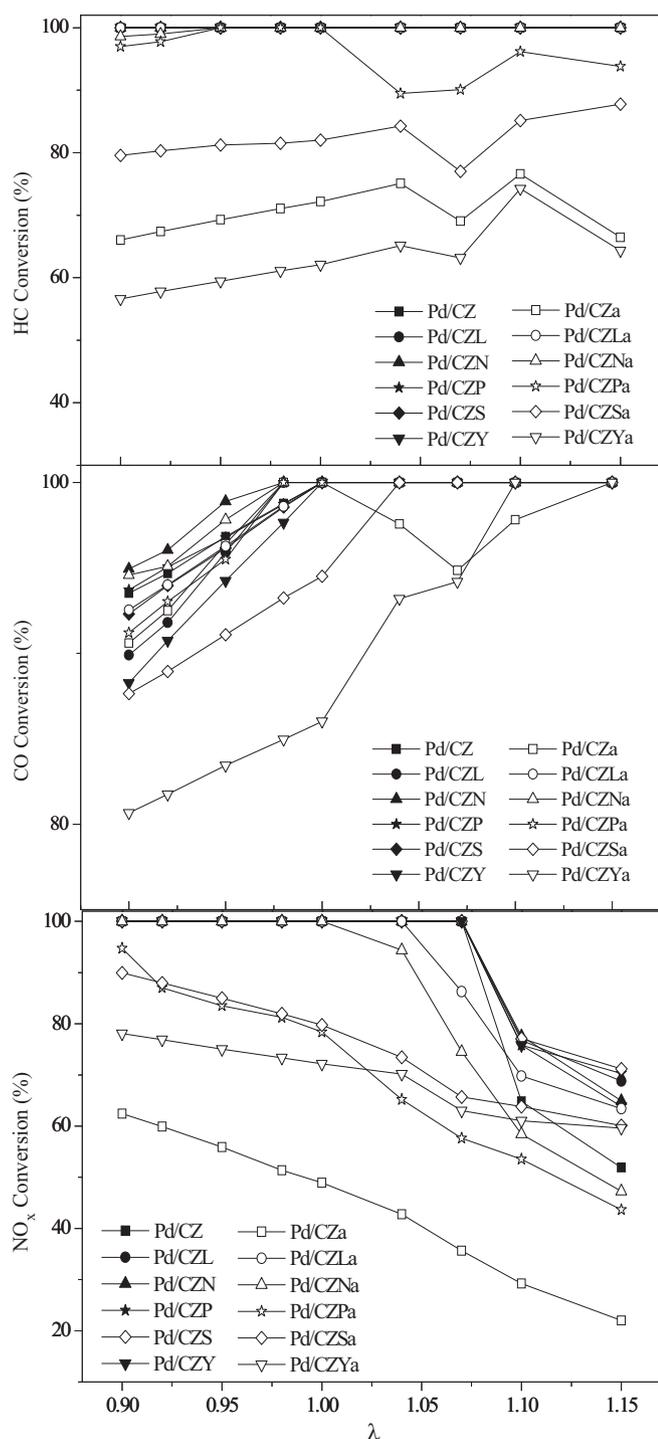 100
80
60
40
HC Conversion (%)
Pd/CZ Pd/CZa
Pd/CZL Pd/CZLa
Pd/CZN Pd/CZNa
Pd/CZP Pd/CZPa
Pd/CZS Pd/CZSa
Pd/CZY Pd/CZYa
100
80
CO Conversion (%)
Pd/CZ Pd/CZa
Pd/CZL Pd/CZLa
Pd/CZN Pd/CZNa
Pd/CZP Pd/CZPa
Pd/CZS Pd/CZSa
Pd/CZY Pd/CZYa
100
80
60
40
20
NOx Conversion (%)
Pd/CZ Pd/CZa
Pd/CZL Pd/CZLa
Pd/CZN Pd/CZNa
Pd/CZP Pd/CZPa
Pd/CZS Pd/CZSa
Pd/CZY Pd/CZYa
0.90 0.95 1.00 1.05 1.10 1.15
λ